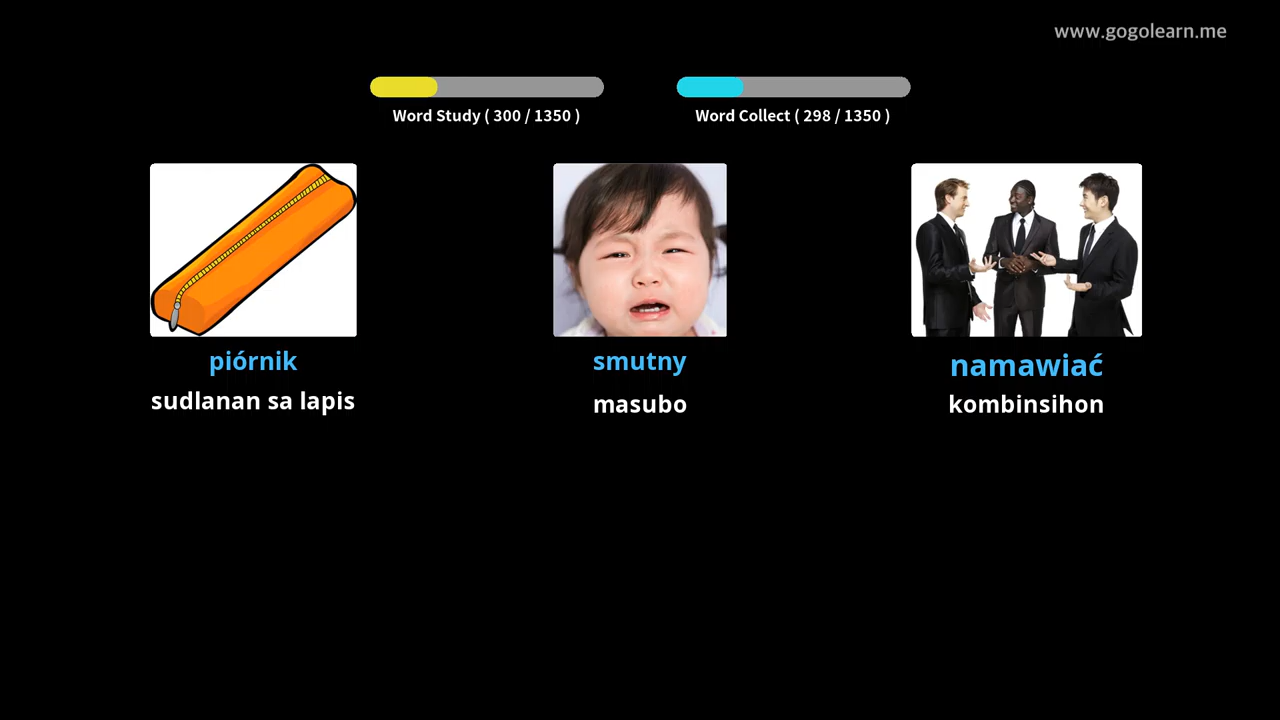 www.gogolearn.me
Word Study ( 300 / 1350 )
Word Collect ( 298 / 1350 )
piórnik
sudlanan sa lapis
smutny
masubo
namawiać
kombinsihon